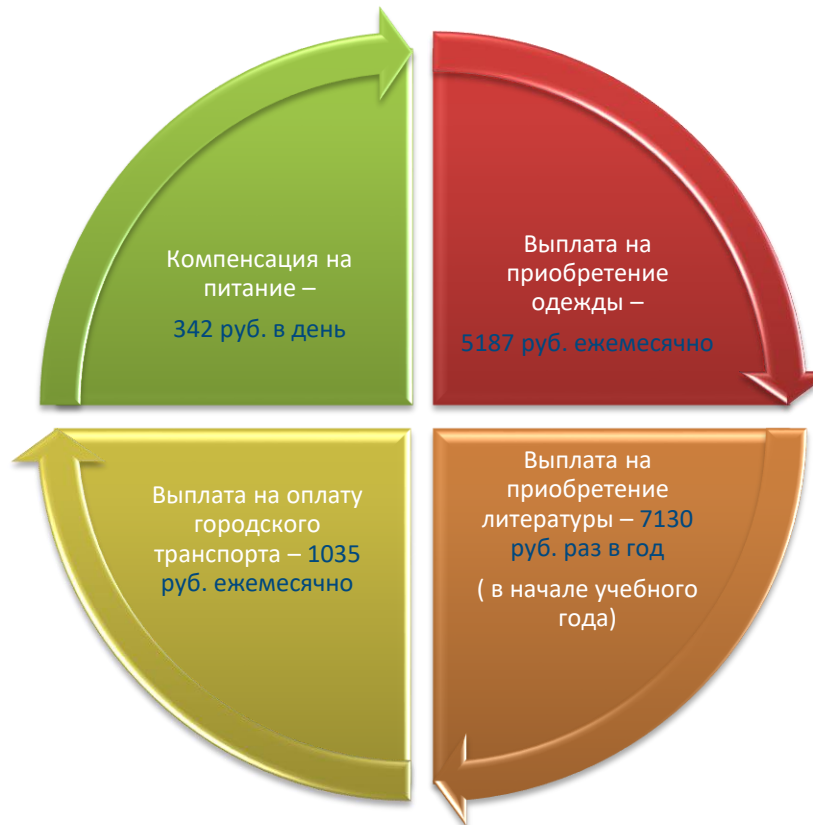 Компенсация на
питание –
342 руб. в день
Выплата на
приобретение
одежды –
5187 руб. ежемесячно
Выплата на оплату
городского
транспорта – 1035
руб. ежемесячно
Выплата на
приобретение
литературы – 7130
руб. раз в год
( в начале учебного
года)